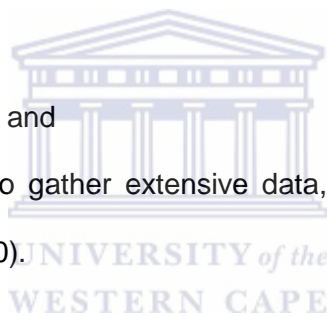 and
o gather extensive data,
0).
UNIVERSITY of the
WESTERN CAPE